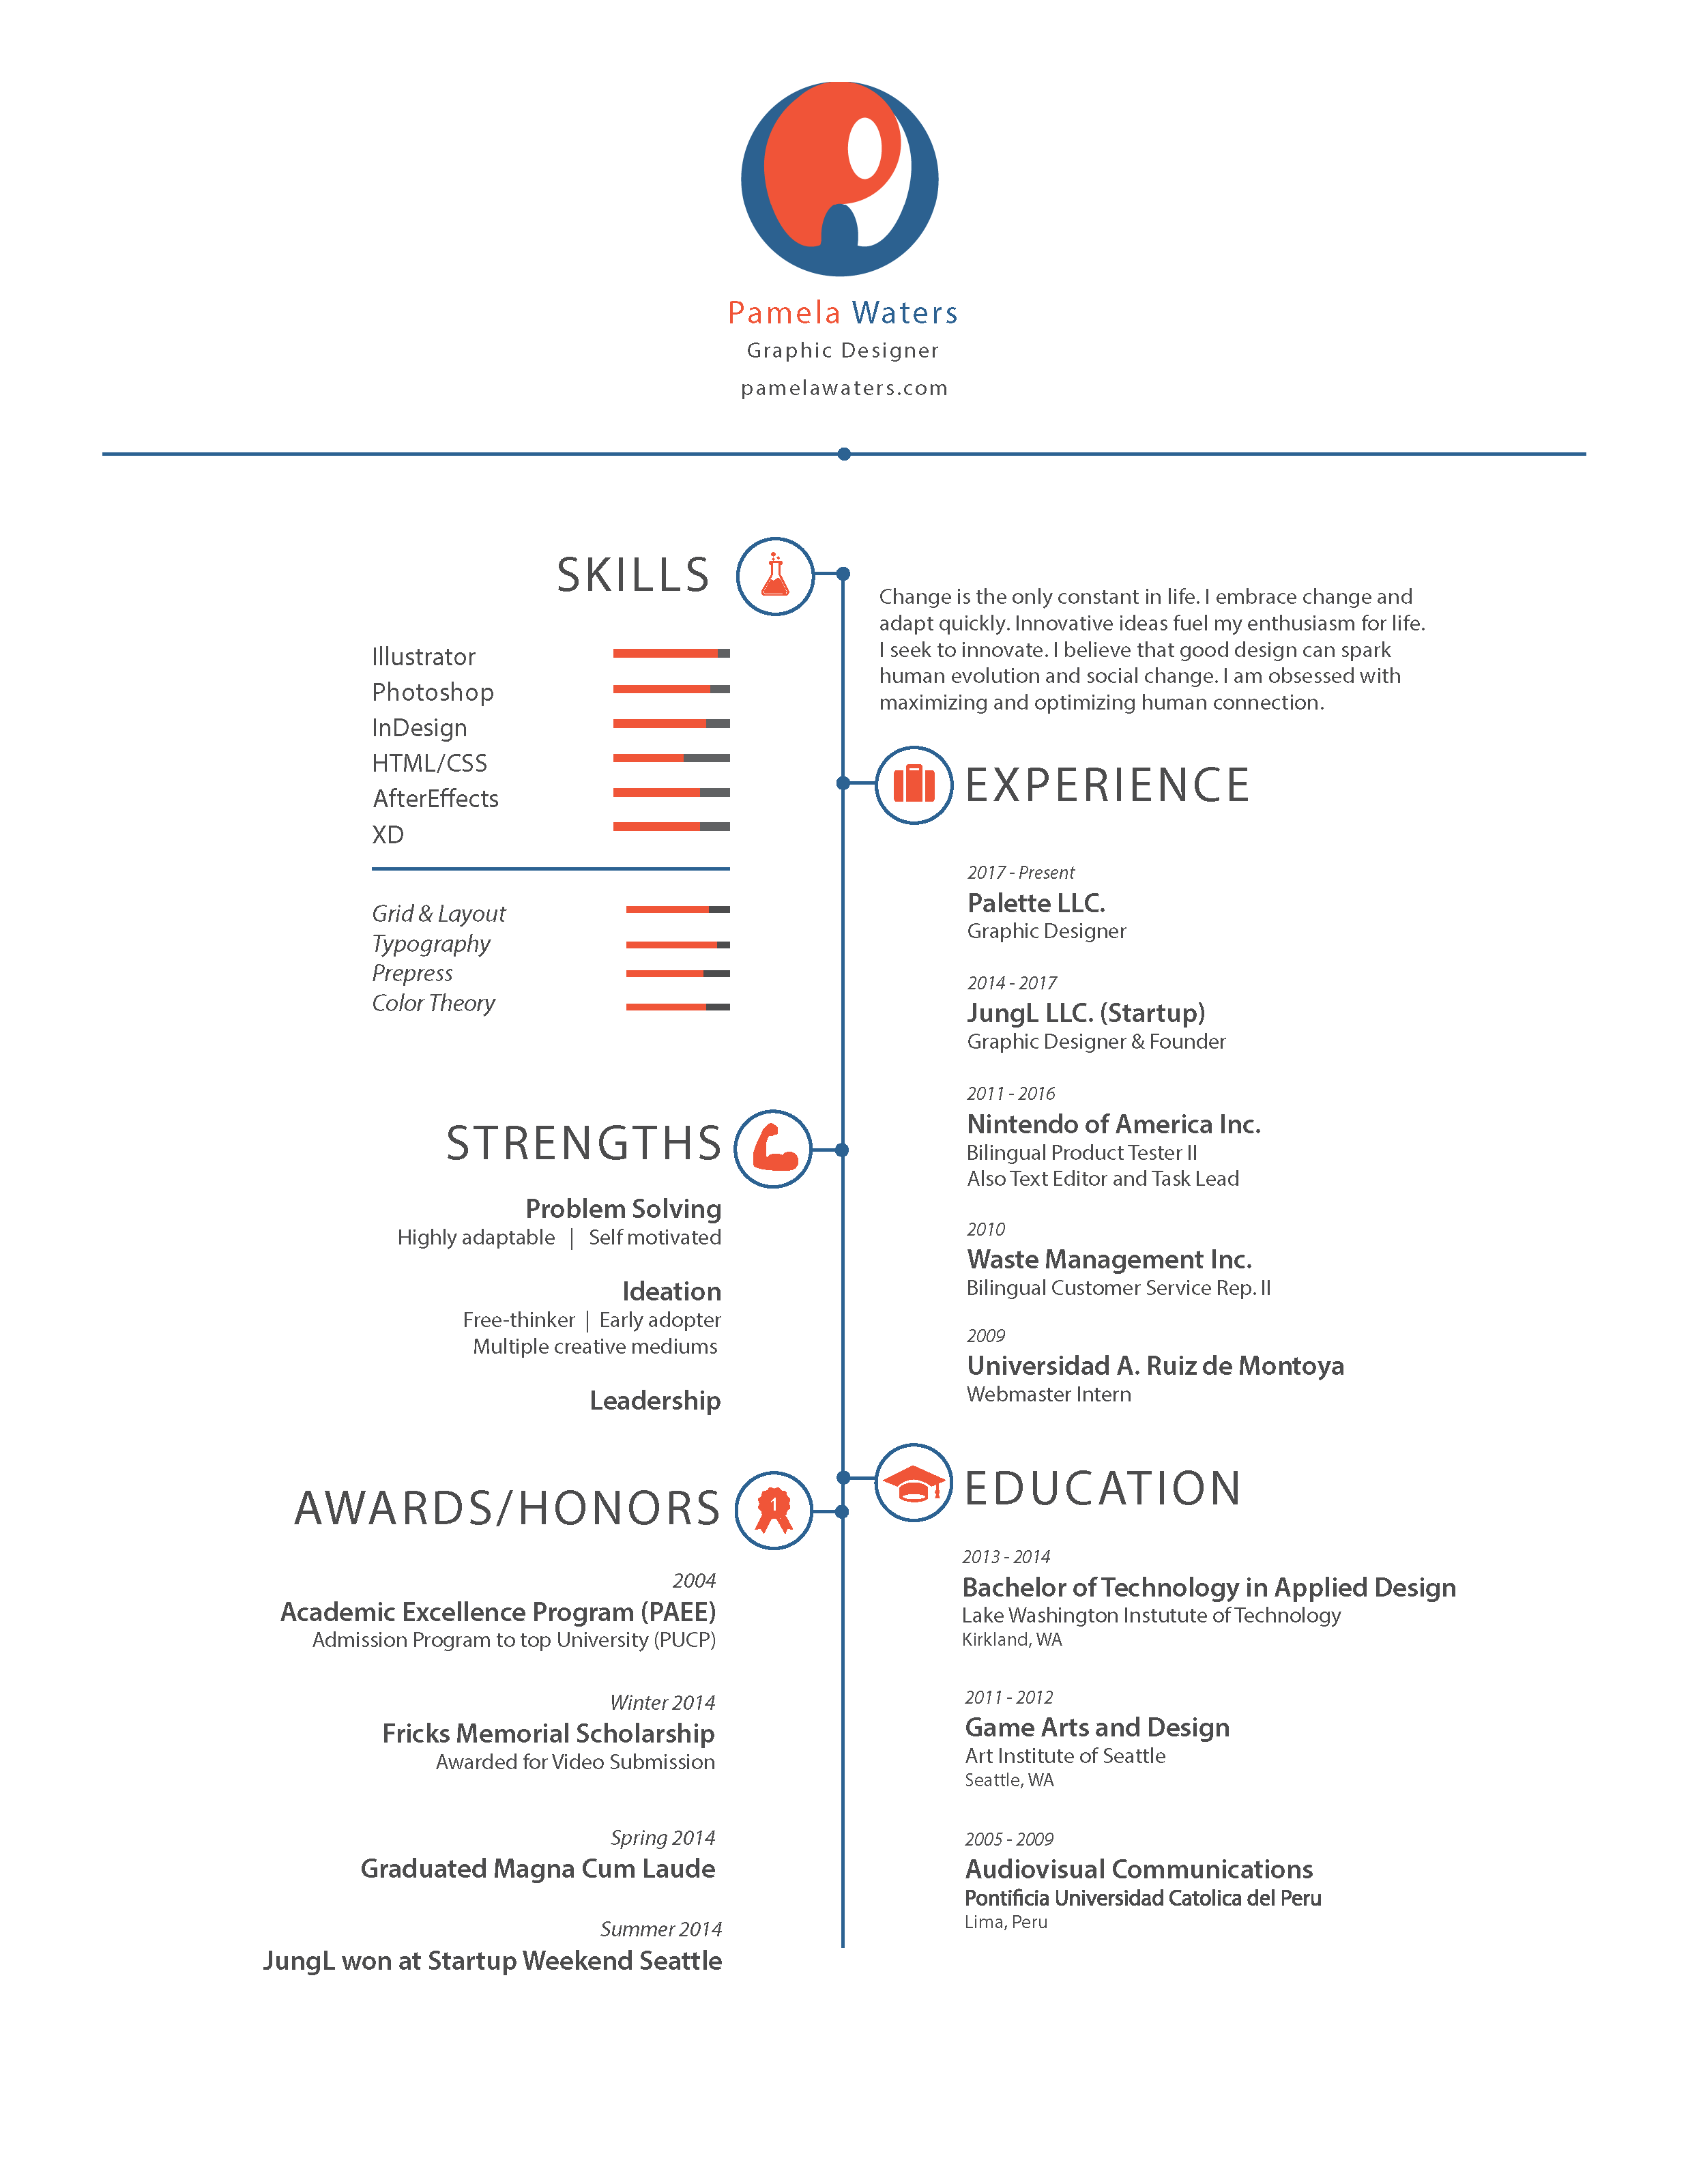 Pamela Waters
Graphic Designer
pamelawaters.com
SKILLS
Illustrator
Photoshop
InDesign
HTML/CSS
AfterEffects
XD
Grid & Layout
Typography
Prepress
Color Theory
STRENGTHS
Problem Solving
Highly adaptable | Self motivated
Ideation
Free-thinker | Early adopter
Multiple creative mediums
Leadership
AWARDS/HONORS
1
2004
Academic Excellence Program (PAEE)
Admission Program to top University (PUCP)
Winter 2014
Fricks Memorial Scholarship
Awarded for Video Submission
Spring 2014
Graduated Magna Cum Laude
Summer 2014
JungL won at Startup Weekend Seattle
Change is the only constant in life. I embrace change and
adapt quickly. Innovative ideas fuel my enthusiasm for life.
I seek to innovate. I believe that good design can spark
human evolution and social change. I am obsessed with
maximizing and optimizing human connection.
EXPERIENCE
2017 - Present
Palette LLC.
Graphic Designer
2014 - 2017
JungL LLC. (Startup)
Graphic Designer & Founder
2011 - 2016
Nintendo of America Inc.
Bilingual Product Tester II
Also Text Editor and Task Lead
2010
Waste Management Inc.
Bilingual Customer Service Rep. II
2009
Universidad A. Ruiz de Montoya
Webmaster Intern
EDUCATION
2013 - 2014
Bachelor of Technology in Applied Design
Lake Washington Instutute of Technology
Kirkland, WA
2011 - 2012
Game Arts and Design
Art Institute of Seattle
Seattle, WA
2005 - 2009
Audiovisual Communications
Pontificia Universidad Catolica del Peru
Lima, Peru